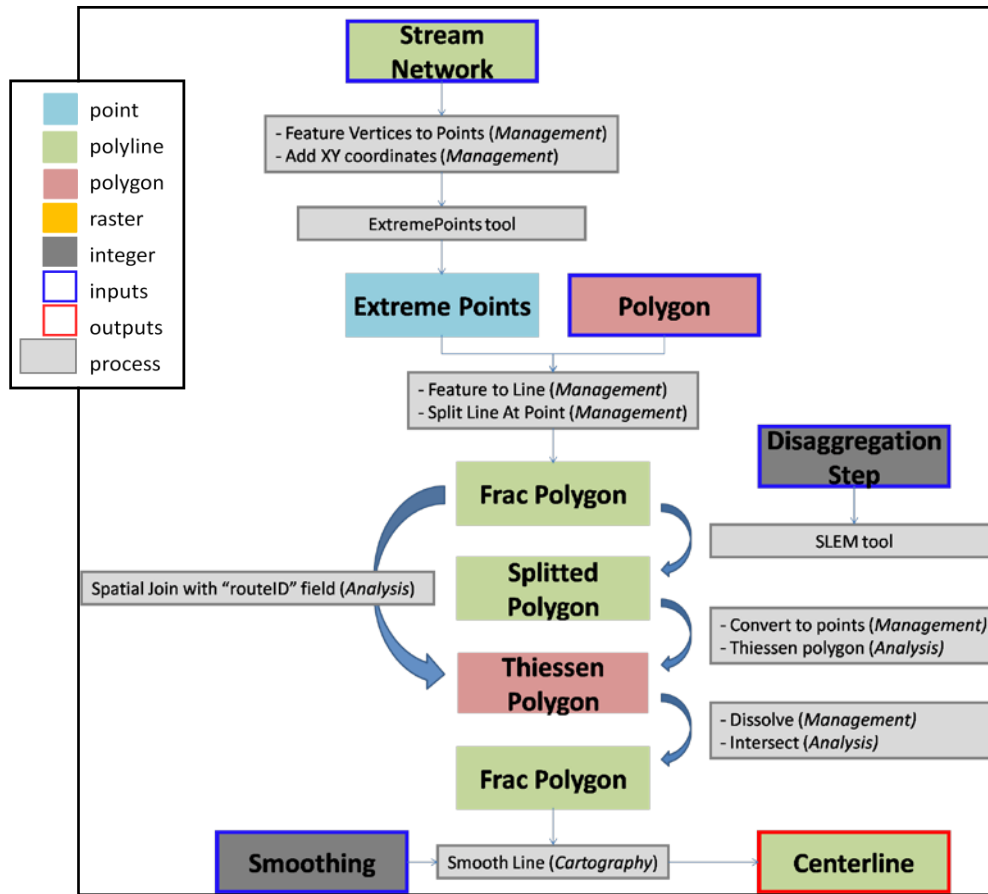 Stream
Network
point
polyline
polygon
raster
integer
inputs
outputs
process
- Feature Vertices to Points (Management)
- Add XY coordinates (Management)
ExtremePoints tool
Extreme Points
Polygon
- Feature to Line (Management)
- Split Line At Point (Management)
Disaggregation
Step
Frac Polygon
SLEM tool
Spatial Join with “routeID” field (Analysis)
Splitted
Polygon
- Convert to points (Management)
- Thiessen polygon (Analysis)
Thiessen
Polygon
- Dissolve (Management)
- Intersect (Analysis)
Frac Polygon
Smoothing
Smooth Line (Cartography)
Centerline